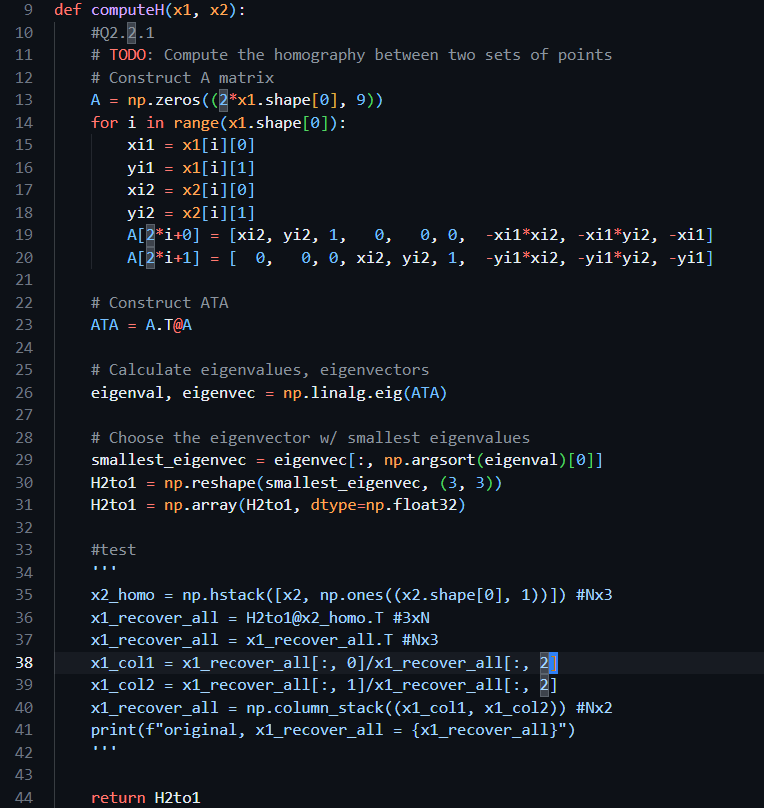 9 def computeH(x1, x2):
10     #Q2.2.1
11     # TODO: Compute the homography between two sets of points
12     # Construct A matrix
13     A = np.zeros((2*x1.shape[0], 9))
14     for i in range(x1.shape[0]):
15         xi1 = x1[i][0]
16         yi1 = x1[i][1]
17         xi2 = x2[i][0]
18         yi2 = x2[i][1]
19         A[2*i+0] = [xi2, yi2, 1,   0,   0, 0,  -xi1*xi2, -xi1*yi2, -xi1]
20         A[2*i+1] = [  0,   0, 0, xi2, yi2, 1,  -yi1*xi2, -yi1*yi2, -yi1]
21
22     # Construct ATA
23     ATA = A.T@A
24
25     # Calculate eigenvalues, eigenvectors
26     eigenval, eigenvec = np.linalg.eig(ATA)
27
28     # Choose the eigenvector w/ smallest eigenvalues
29     smallest_eigenvec = eigenvec[:, np.argsort(eigenval)[0]]
30     H2to1 = np.reshape(smallest_eigenvec, (3, 3))
31     H2to1 = np.array(H2to1, dtype=np.float32)
32
33     #test
34     '''
35     x2_homo = np.hstack([x2, np.ones((x2.shape[0], 1))]) #Nx3
36     x1_recover_all = H2to1@x2_homo.T #3xN
37     x1_recover_all = x1_recover_all.T #Nx3
38     x1_col1 = x1_recover_all[:, 0]/x1_recover_all[:, 2]
39     x1_col2 = x1_recover_all[:, 1]/x1_recover_all[:, 2]
40     x1_recover_all = np.column_stack((x1_col1, x1_col2)) #Nx2
41     print(f"original, x1_recover_all = {x1_recover_all}")
42     '''
43
44     return H2to1